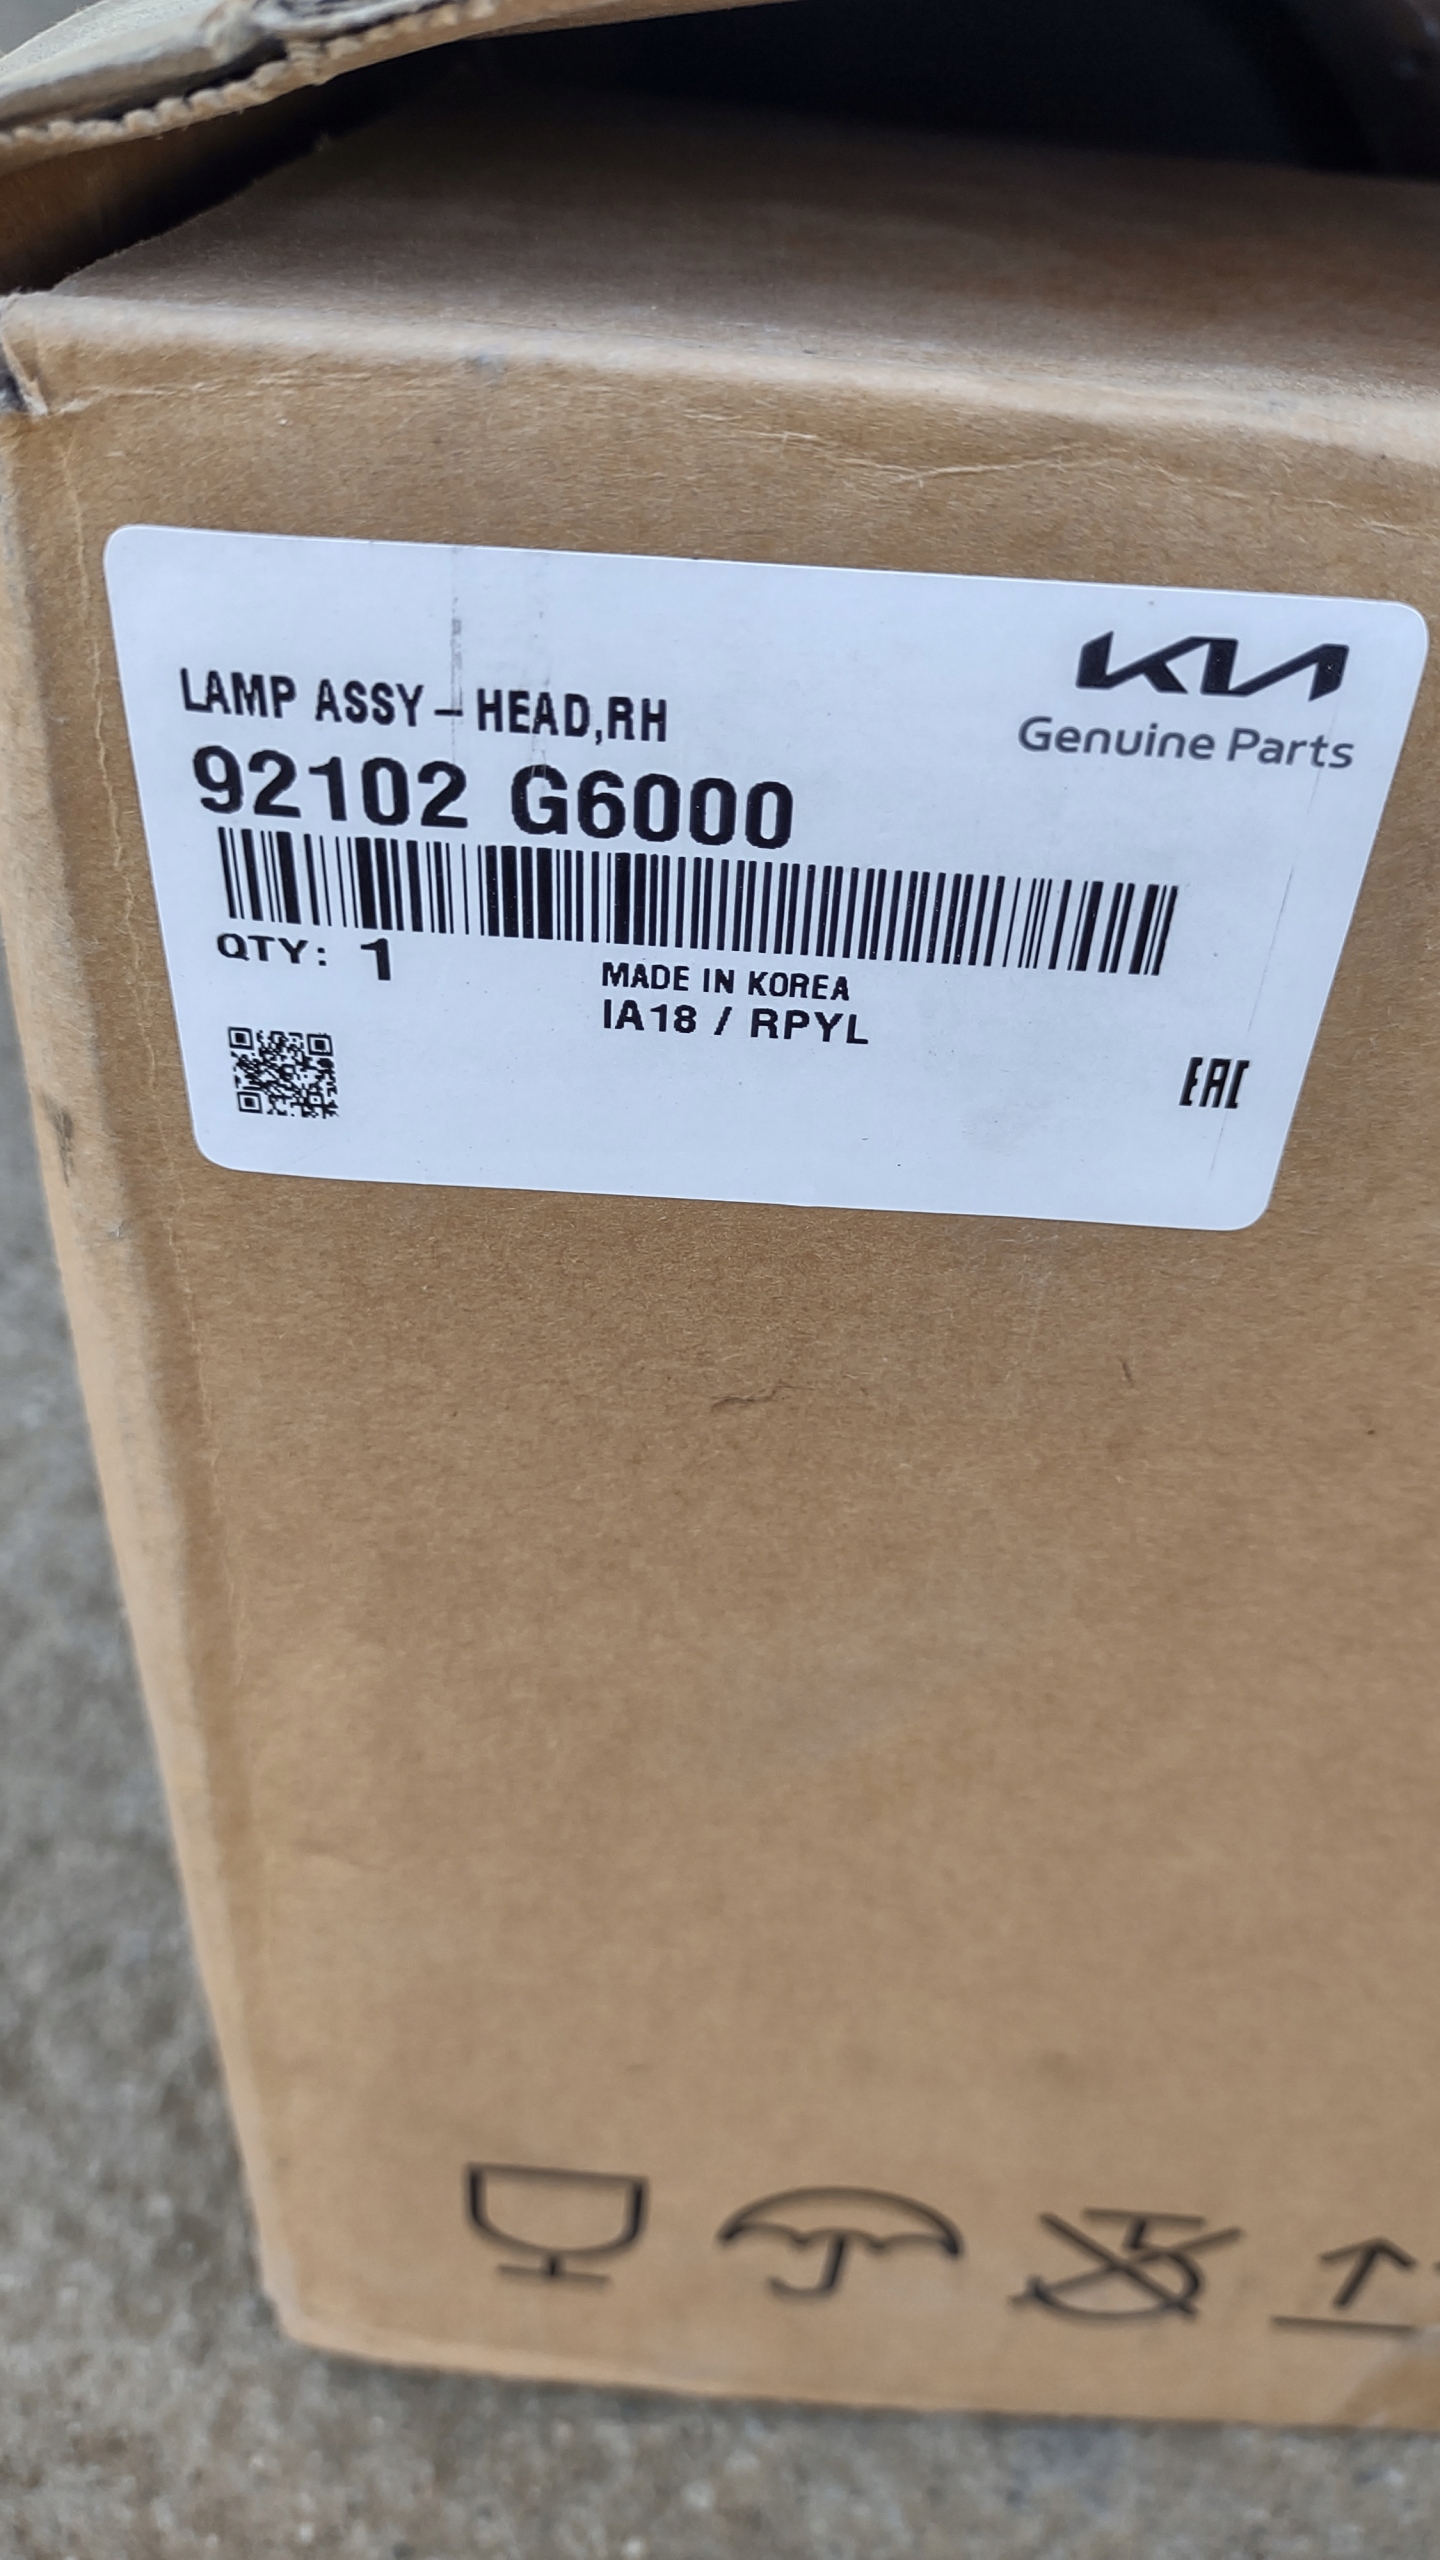 KIA
Genuine Parts
LAMP ASSY - HEAD,RH
92102 G6000
QTY: 1
MADE IN KOREA
IA18 / RPYL
EAC